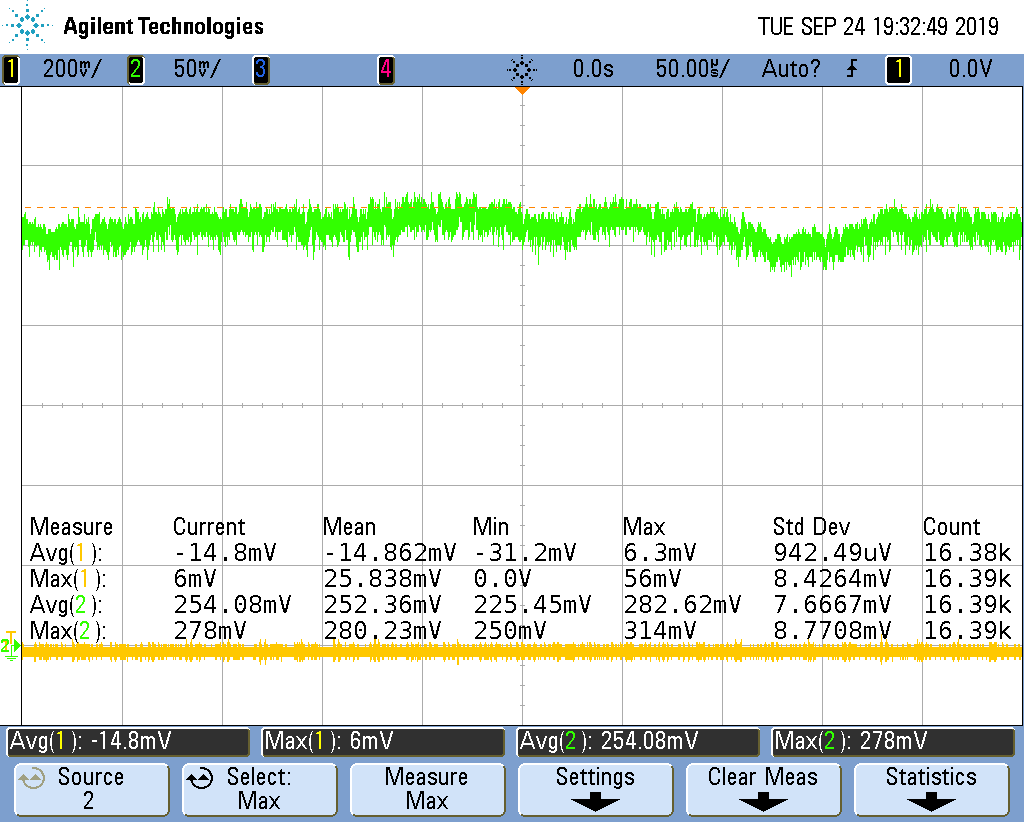 Agilent Technologies TUE SEP 24 19:32:49 2019
1 200mV/ 2 50mV/ 3 4 0.0s 50.00µs/ Auto? 1 0.0V
Measure Current Mean Min Max Std Dev Count
Avg(1): -14.8mV -14.862mV -31.2mV 6.3mV 942.49uV 16.38k
Max(1): 6mV 25.838mV 0.0V 56mV 8.4264mV 16.39k
Avg(2): 254.08mV 252.36mV 225.45mV 282.62mV 7.6667mV 16.39k
Max(2): 278mV 280.23mV 250mV 314mV 8.7708mV 16.39k
2
Avg(1): -14.8mV Max(1): 6mV Avg(2): 254.08mV Max(2): 278mV
Source Select: Measure Settings Clear Meas Statistics
2 Max Max